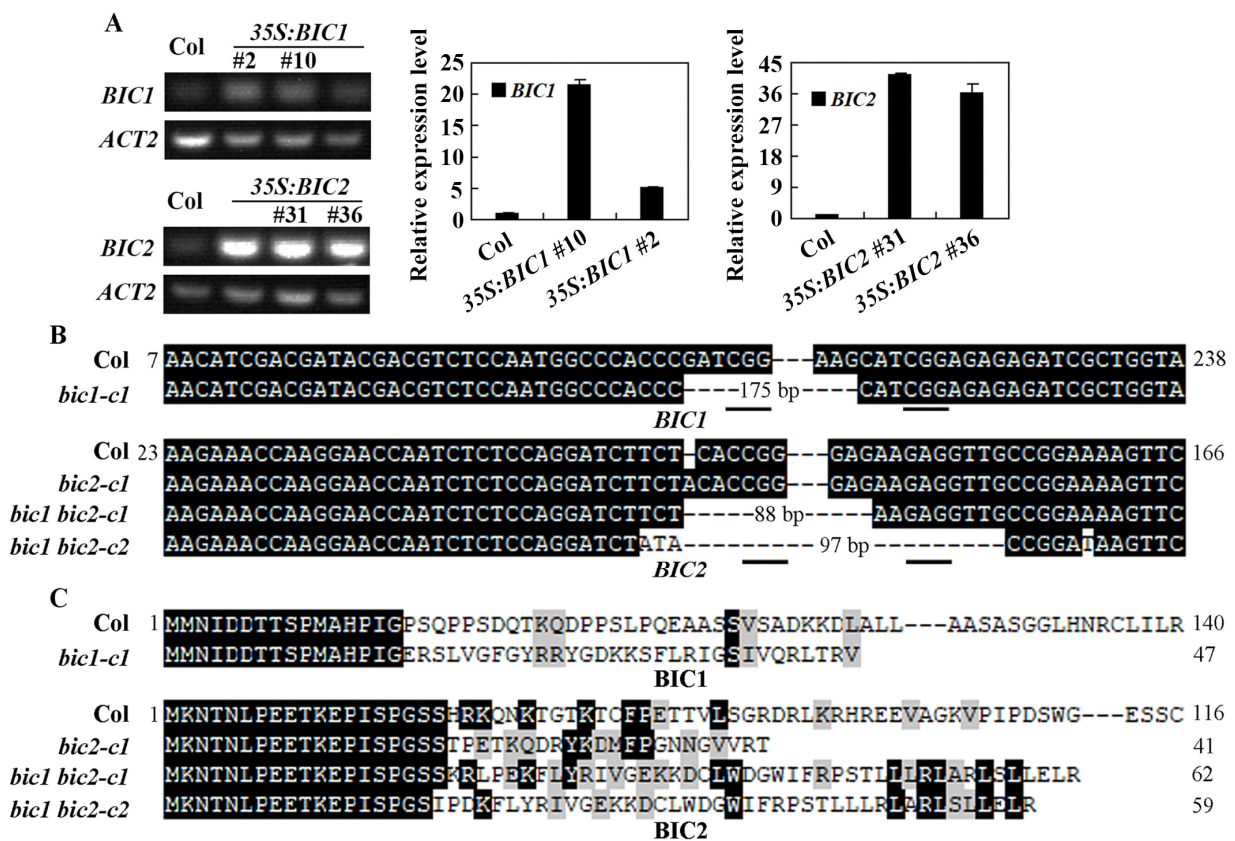 A
Col
35S:BIC1
#2 #10
BIC1
ACT2
Col
35S:BIC2
#31 #36
BIC2
ACT2
Relative expression level
25
20
15
10
5
0
BIC1
Col
35S:BIC1 #10
35S:BIC1 #2
Relative expression level
45
36
27
18
9
0
BIC2
Col
35S:BIC2 #31
35S:BIC2 #36
B
Col 7 AACATCGACGATACGACGTCTCCAATGGCCCACCCGATCGG---AAGCATCGGAGAGAGATCGCTGGTA 238
bic1-c1 AACATCGACGATACGACGTCTCCAATGGCCCACCC----175 bp-----CATCGGAGAGAGATCGCTGGTA
BIC1
Col 23 AAGAAACCAAGGAACCAATCTCTCCAGGATCTTCT-CACCGG---GAGAAGAGGTTGCCGGAAAAGTTC 166
bic2-c1 AAGAAACCAAGGAACCAATCTCTCCAGGATCTTCTACACCGG---GAGAAGAGGTTGCCGGAAAAGTTC
bic1 bic2-c1 AAGAAACCAAGGAACCAATCTCTCCAGGATCTTCT------88 bp------AAGAGGTTGCCGGAAAAGTTC
bic1 bic2-c2 AAGAAACCAAGGAACCAATCTCTCCAGGATCTATA------------ 97 bp ------------CCGGATAAGTTC
BIC2
C
Col 1 MMNIDDTTSPMAHPIGPSQPPSDQTKQDPPSLPQEAASSVSADKKDLALL---AASASGGLHNRCLILR 140
bic1-c1 MMNIDDTTSPMAHPIGERSLVGFGYRRYGDKKSFLRIGSIVQRLTRV 47
BIC1
Col 1 MKNTNLPEETKEPISPGSSHRKQNKTGTKTCFPETTVLSGRDRLKRHREEVAGKVPIPDSWG---ESSC 116
bic2-c1 MKNTNLPEETKEPISPGSSTPETKQDRYKDMFPGNNGVVRT 41
bic1 bic2-c1 MKNTNLPEETKEPISPGSSKRLPEKFLYRIVGEKKDCLWDGWIFRPSTLLLRLARLSLLELR 62
bic1 bic2-c2 MKNTNLPEETKEPISPGSIPDKFLYRIVGEKKDCLWDGWIFRPSTLLLRLARLSLLELR 59
BIC2